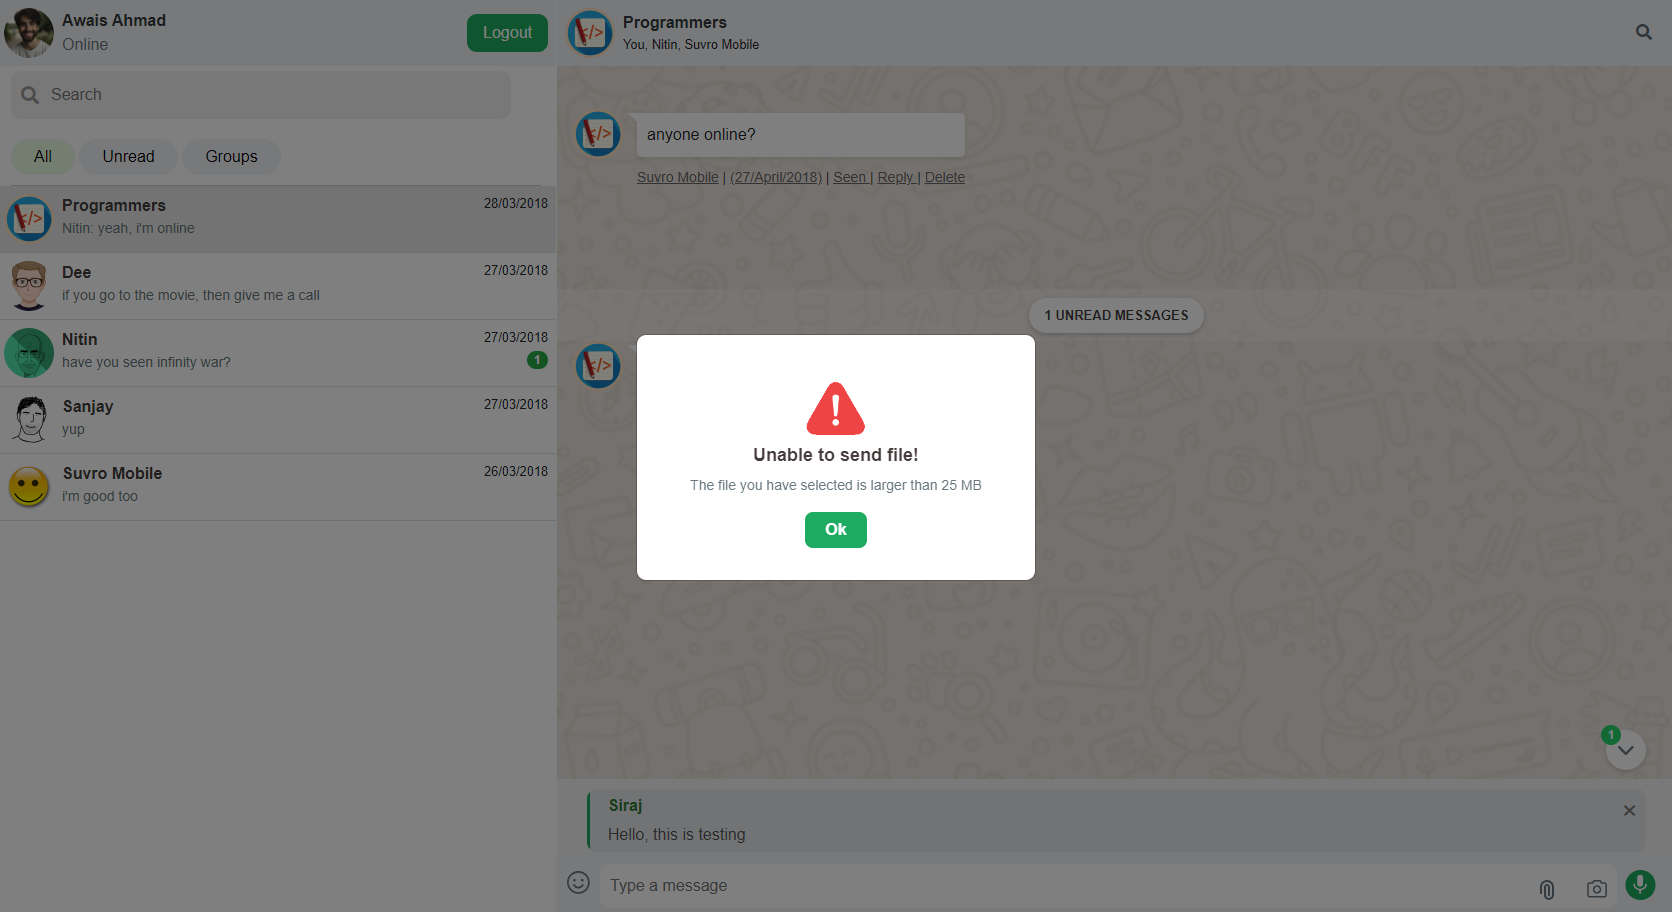 Awais Ahmad
Online
Logout
Search
All
Unread
Groups
Programmers
28/03/2018
Nitin: yeah, i'm online
Dee
27/03/2018
if you go to the movie, then give me a call
Nitin
27/03/2018
have you seen infinity war?
1
Sanjay
27/03/2018
yup
Suvro Mobile
26/03/2018
i'm good too
Programmers
You, Nitin, Suvro Mobile
</>
anyone online?
Suvro Mobile | (27/April/2018) | Seen | Reply | Delete
1 UNREAD MESSAGES
Unable to send file!
The file you have selected is larger than 25 MB
Ok
1
Siraj
Hello, this is testing
Type a message